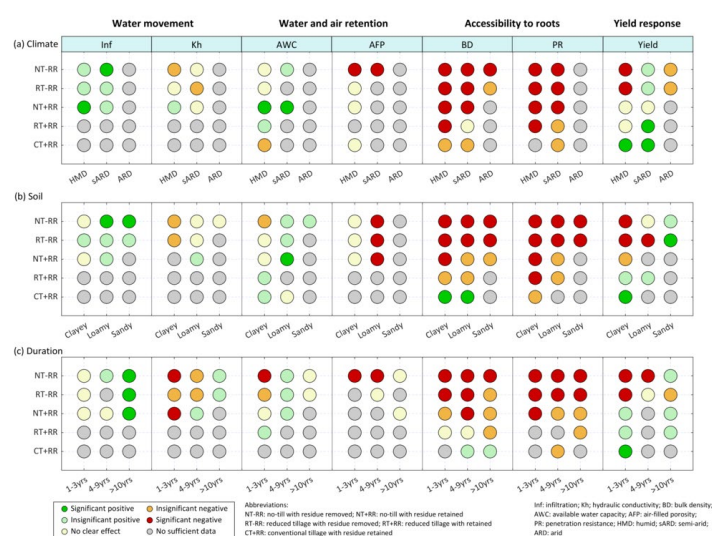 Water movement Water and air retention Accessibility to roots Yield response
(a) Climate Inf Kh AWC AFP BD PR Yield
NT-RR
RT-RR
NT+RR
RT+RR
CT+RR
HMD sARD ARD HMD sARD ARD HMD sARD ARD HMD sARD ARD HMD sARD ARD HMD sARD ARD HMD sARD ARD
(b) Soil
NT-RR
RT-RR
NT+RR
RT+RR
CT+RR
Clayey Loamy Sandy Clayey Loamy Sandy Clayey Loamy Sandy Clayey Loamy Sandy Clayey Loamy Sandy Clayey Loamy Sandy Clayey Loamy Sandy
(c) Duration
NT-RR
RT-RR
NT+RR
RT+RR
CT+RR
1-3yrs 4-9yrs >10yrs 1-3yrs 4-9yrs >10yrs 1-3yrs 4-9yrs >10yrs 1-3yrs 4-9yrs >10yrs 1-3yrs 4-9yrs >10yrs 1-3yrs 4-9yrs >10yrs 1-3yrs 4-9yrs >10yrs
Significant positive Insignificant negative
Insignificant positive Significant negative
No clear effect No sufficient data
Abbreviations:
NT-RR: no-till with residue removed; NT+RR: no-till with residue retained
RT-RR: reduced tillage with residue removed; RT+RR: reduced tillage with retained
CT+RR: conventional tillage with residue retained
Inf: infiltration; Kh; hydraulic conductivity; BD: bulk density;
AWC: available water capacity; AFP: air-filled porosity;
PR: penetration resistance; HMD: humid; sARD: semi-arid;
ARD: arid